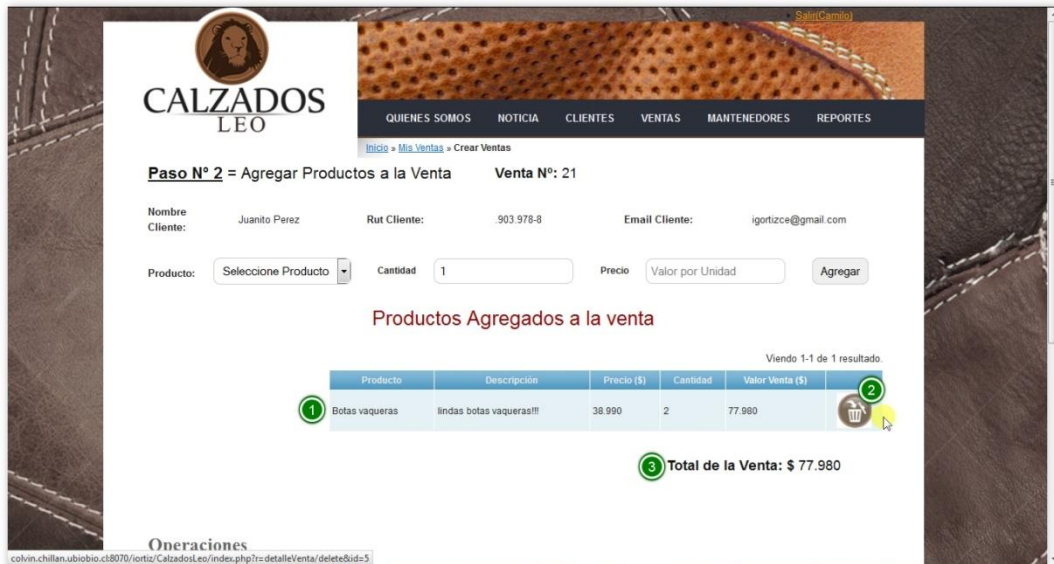 Salir(Camilo)
CALZADOS
LEO
QUIENES SOMOS NOTICIA CLIENTES VENTAS MANTENEDORES REPORTES
Inicio » Mis Ventas » Crear Ventas
Paso Nº 2 = Agregar Productos a la Venta Venta Nº: 21
Nombre Cliente: Juanito Perez Rut Cliente: .903.978-8 Email Cliente: igortizce@gmail.com
Producto: Seleccione Producto Cantidad 1 Precio Valor por Unidad Agregar
Productos Agregados a la venta
Viendo 1-1 de 1 resultado.
Producto Descripción Precio ($) Cantidad Valor Venta ($)
2
1 Botas vaqueras lindas botas vaqueras!!! 38.990 2 77.980
3 Total de la Venta: $ 77.980
Operaciones
colvin.chillan.ubiobio.cl:8070/iortiz/CalzadosLeo/index.php?r=detalleVenta/delete&id=5